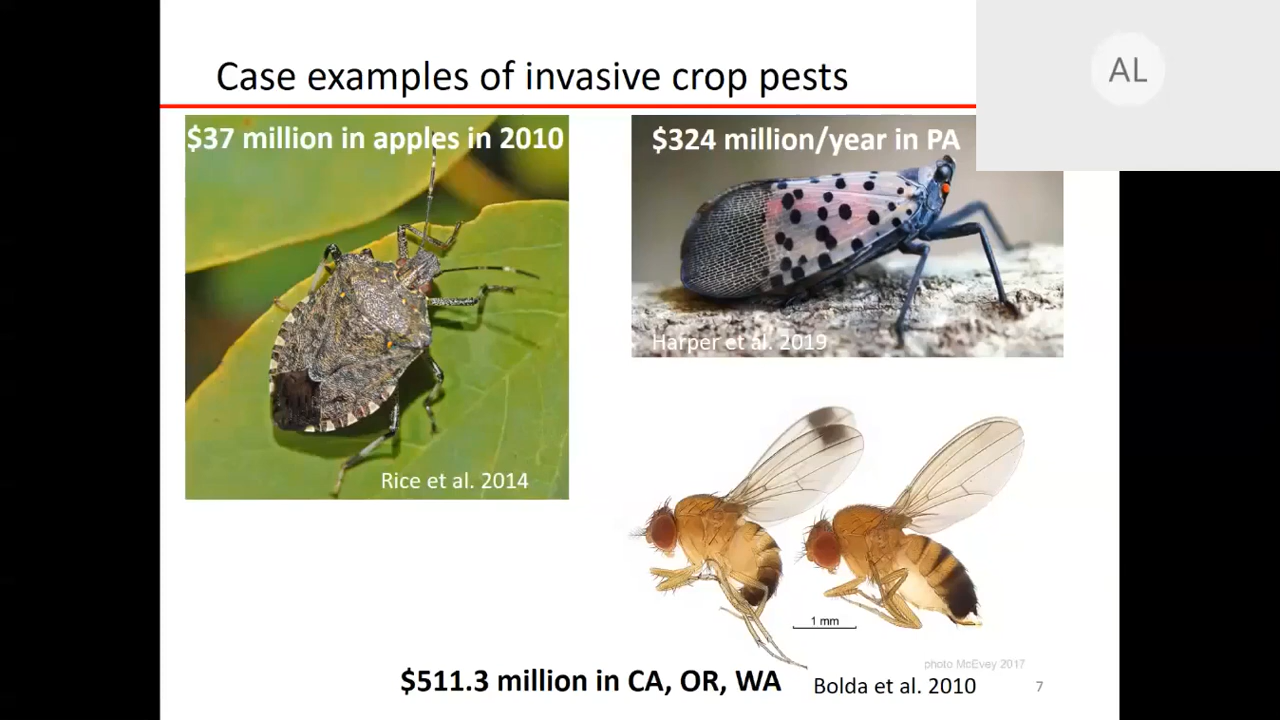 Case examples of invasive crop pests
AL
$37 million in apples in 2010
$324 million/year in PA
Harper et al. 2019
Rice et al. 2014
1 mm
photo McEvey 2017
$511.3 million in CA, OR, WA
Bolda et al. 2010
7